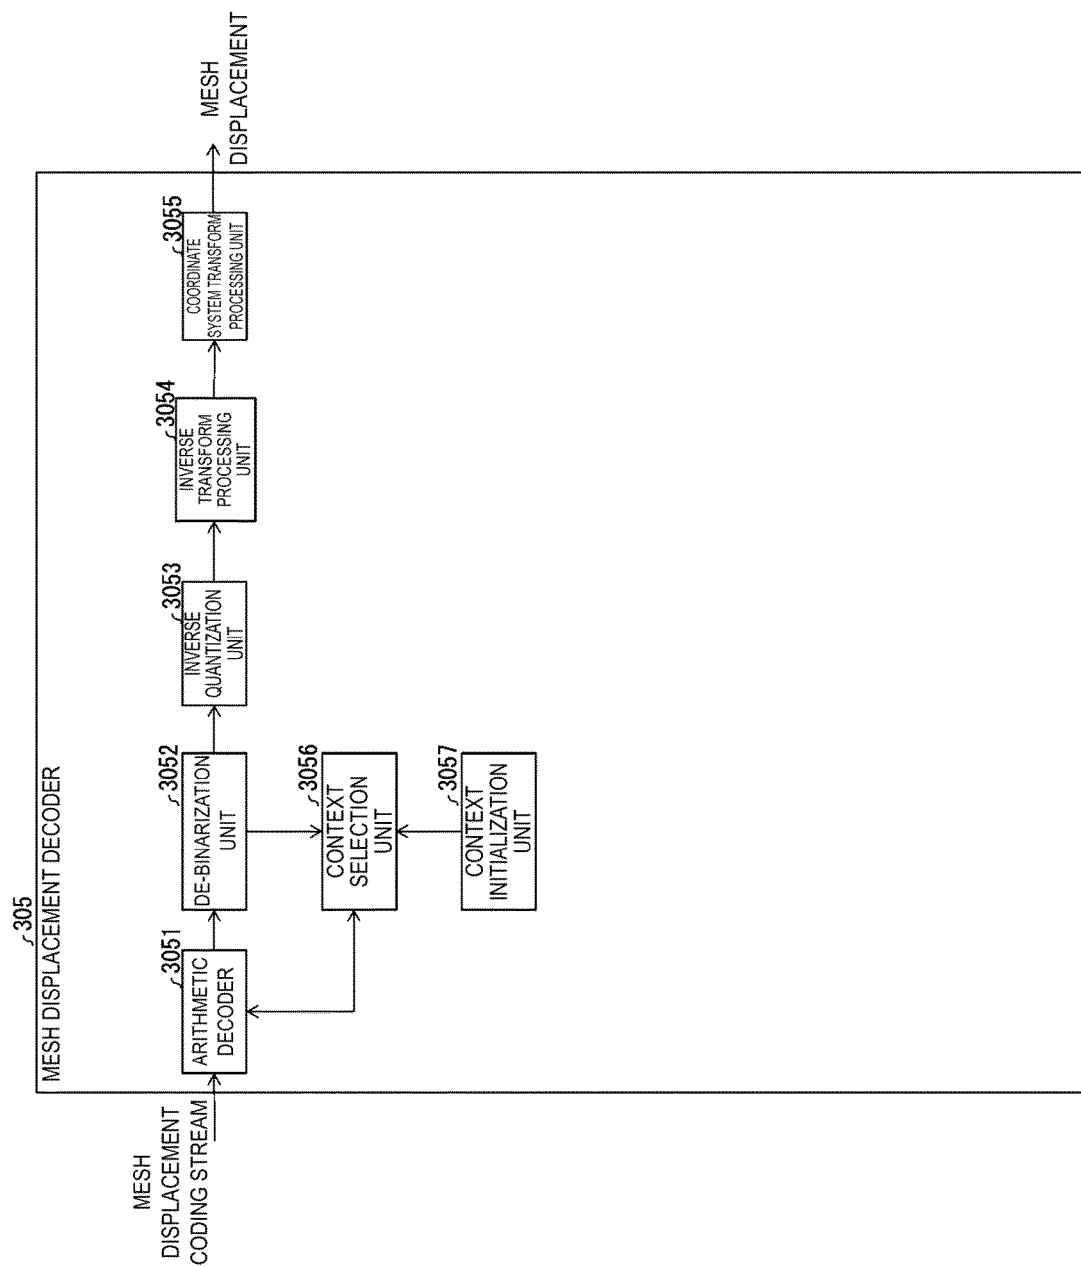 305
MESH DISPLACEMENT DECODER
MESH
DISPLACEMENT
CODING STREAM
3051
ARITHMETIC
DECODER
3052
DE-BINARIZATION
UNIT
3053
INVERSE
QUANTIZATION
UNIT
3054
INVERSE
TRANSFORM
PROCESSING
UNIT
3055
COORDINATE
SYSTEM TRANSFORM
PROCESSING UNIT
MESH
DISPLACEMENT
3056
CONTEXT
SELECTION
UNIT
3057
CONTEXT
INITIALIZATION
UNIT